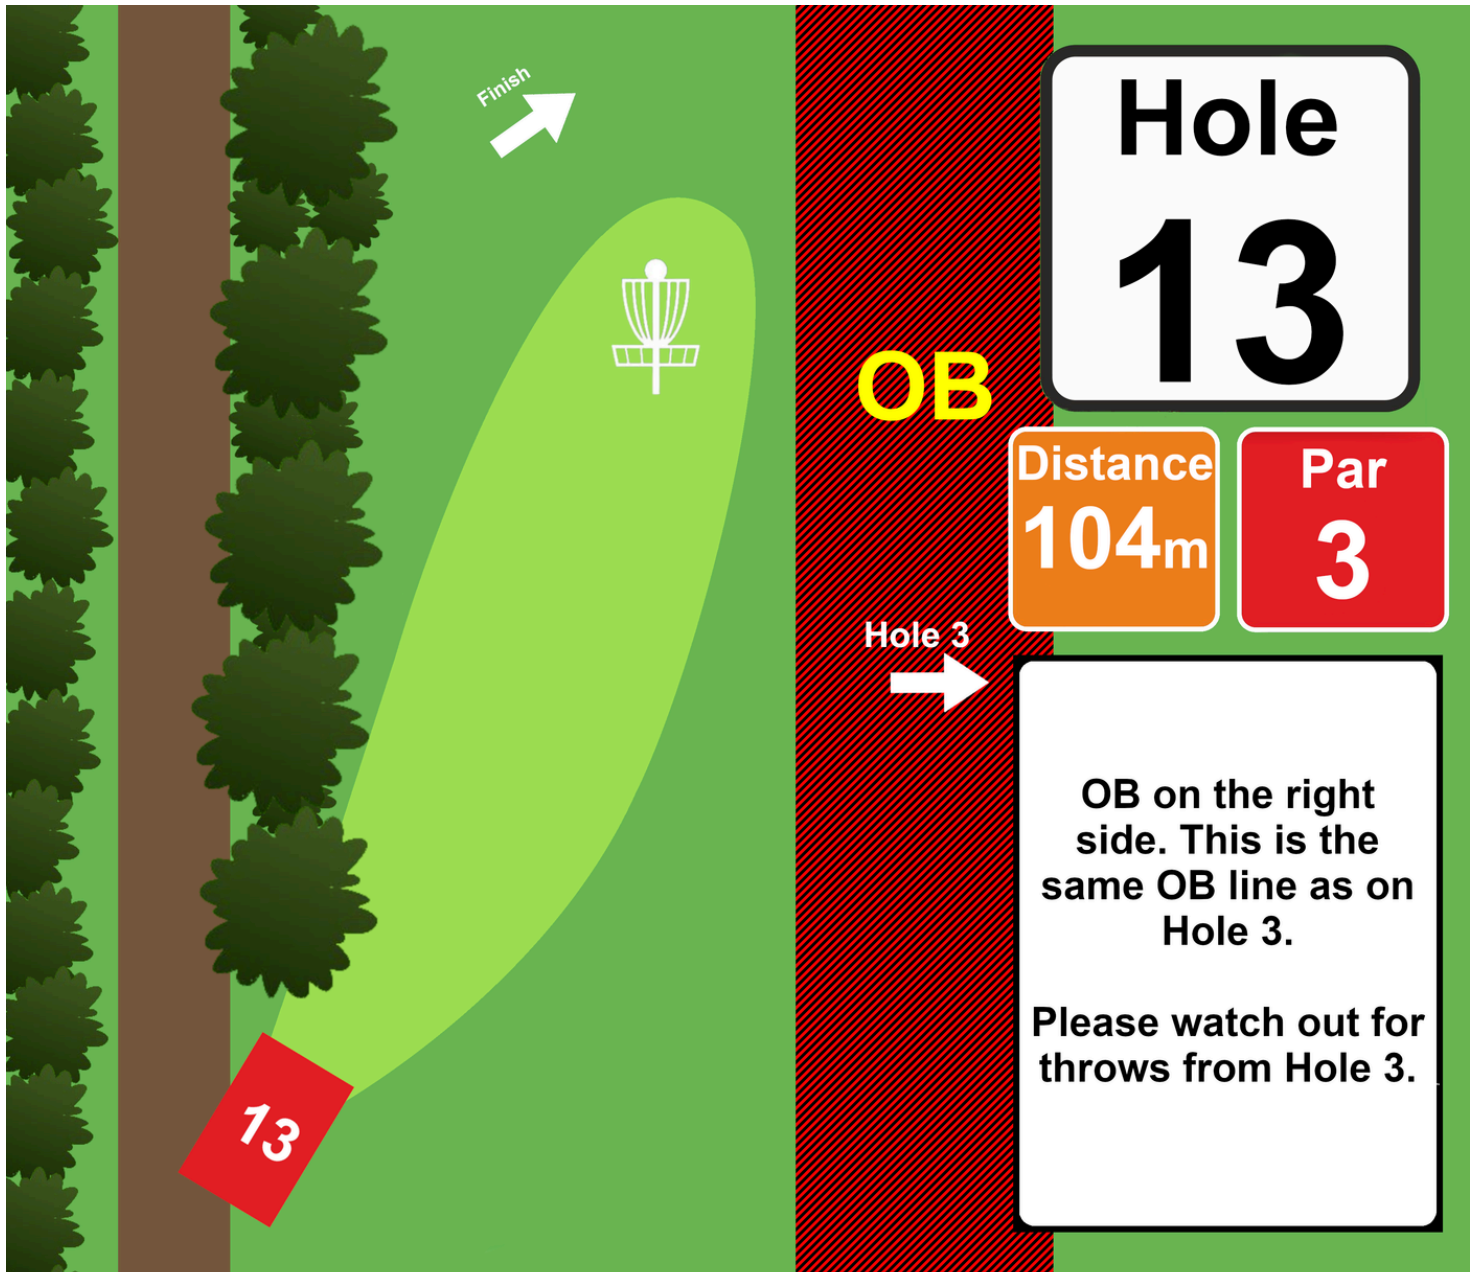 Finish
Hole
13
OB
Distance
104m
Par
3
Hole 3
OB on the right
side. This is the
same OB line as on
Hole 3.
Please watch out for
throws from Hole 3.
13